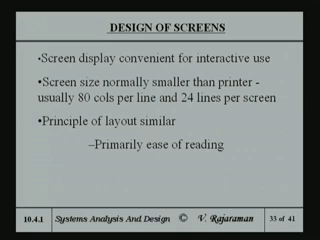 DESIGN OF SCREENS
•Screen display convenient for interactive use
•Screen size normally smaller than printer -
usually 80 cols per line and 24 lines per screen
•Principle of layout similar
–Primarily ease of reading
10.4.1 Systems Analysis And Design © V. Rajaraman 33 of 41